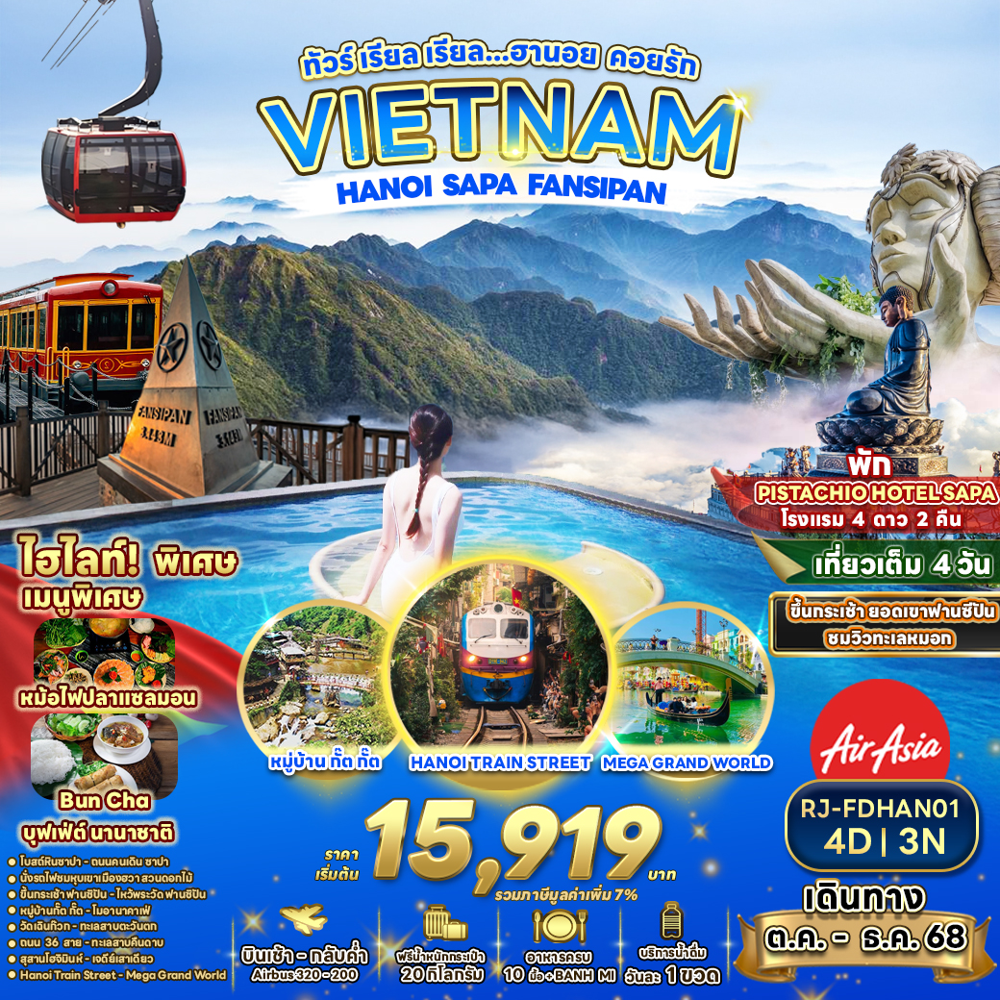 ทัวร์ เรียล เรียล...ฮานอย คอยรัก
VIETNAM
HANOI SAPA FANSIPAN
FANSIPAN
3.143M
FANSIPAN
3.143M
พัก
PISTACHIO HOTEL SAPA
โรงแรม 4 ดาว 2 คืน
เที่ยวเต็ม 4 วัน
ขึ้นกระเช้า ยอดเขาฟานซีปัน
ชมวิวทะเลหมอก
ไฮไลท์! พิเศษ
เมนูพิเศษ
หม้อไฟปลาแซลมอน
Bun Cha
บุฟเฟ่ต์ นานาชาติ
หมู่บ้าน กั๊ต กั๊ต
HANOI TRAIN STREET
MEGA GRAND WORLD
AirAsia
RJ-FDHAN01
4D | 3N
ราคา
เริ่มต้น
15,919
บาท
รวมภาษีมูลค่าเพิ่ม 7%
เดินทาง
ต.ค. - ธ.ค. 68
● โบสถ์หินซาปา - ถนนคนเดิน ซาปา
● นั่งรถไฟชมหุบเขาเมืองฮวา สวนดอกไม้
● ขึ้นกระเช้าฟานซิปัน - ไหว้พระวัดฟานซิปัน
● หมู่บ้านกั๊ต กั๊ต - โมอานาคาเฟ่
● วัดเฉินก๊วก - ทะเลสาบตะวันตก
● ถนน 36 สาย - ทะเลสาบคืนดาบ
● สุสานโฮจิมินห์ - เจดีย์เสาเดียว
● Hanoi Train Street - Mega Grand World
บินเช้า - กลับค่ำ
Airbus320-200
ฟรีน้ำหนักกระเป๋า
20 กิโลกรัม
อาหารครบ
10 มื้อ+BANH MI
บริการน้ำดื่ม
วันละ 1 ขวด